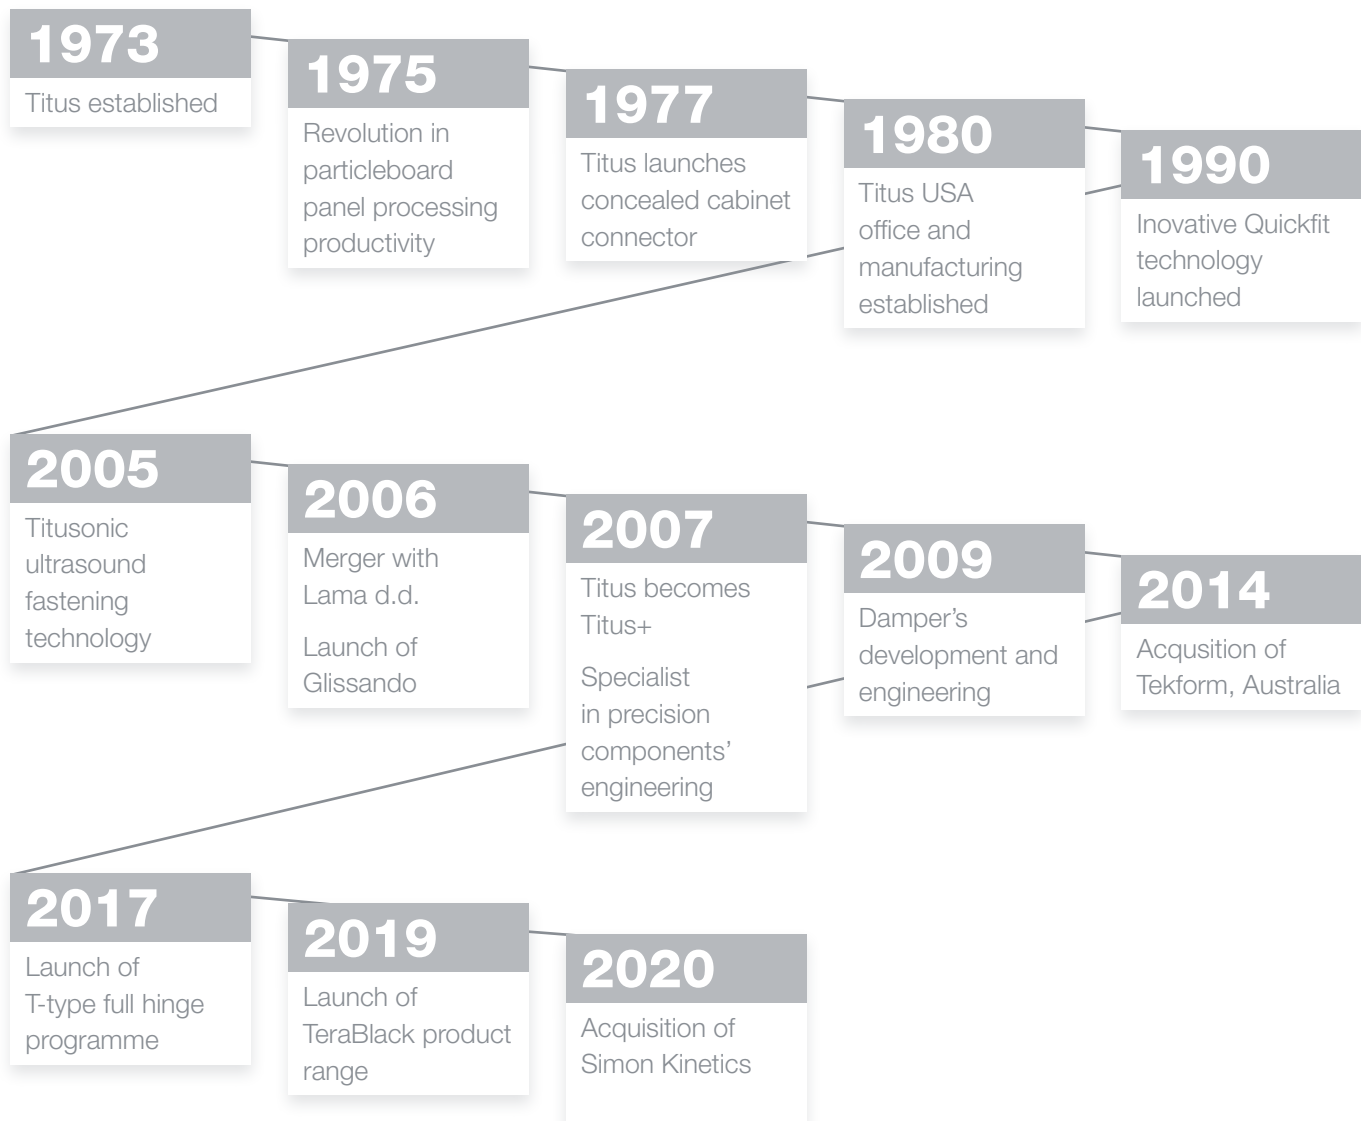 1973
Titus established
1975
Revolution in
particleboard
panel processing
productivity
1977
Titus launches
concealed cabinet
connector
1980
Titus USA
office and
manufacturing
established
1990
Inovative Quickfit
technology
launched
2005
Titusonic
ultrasound
fastening
technology
2006
Merger with
Lama d.d.
Launch of
Glissando
2007
Titus becomes
Titus+
Specialist
in precision
components’
engineering
2009
Damper’s
development and
engineering
2014
Acqusition of
Tekform, Australia
2017
Launch of
T-type full hinge
programme
2019
Launch of
TeraBlack product
range
2020
Acquisition of
Simon Kinetics